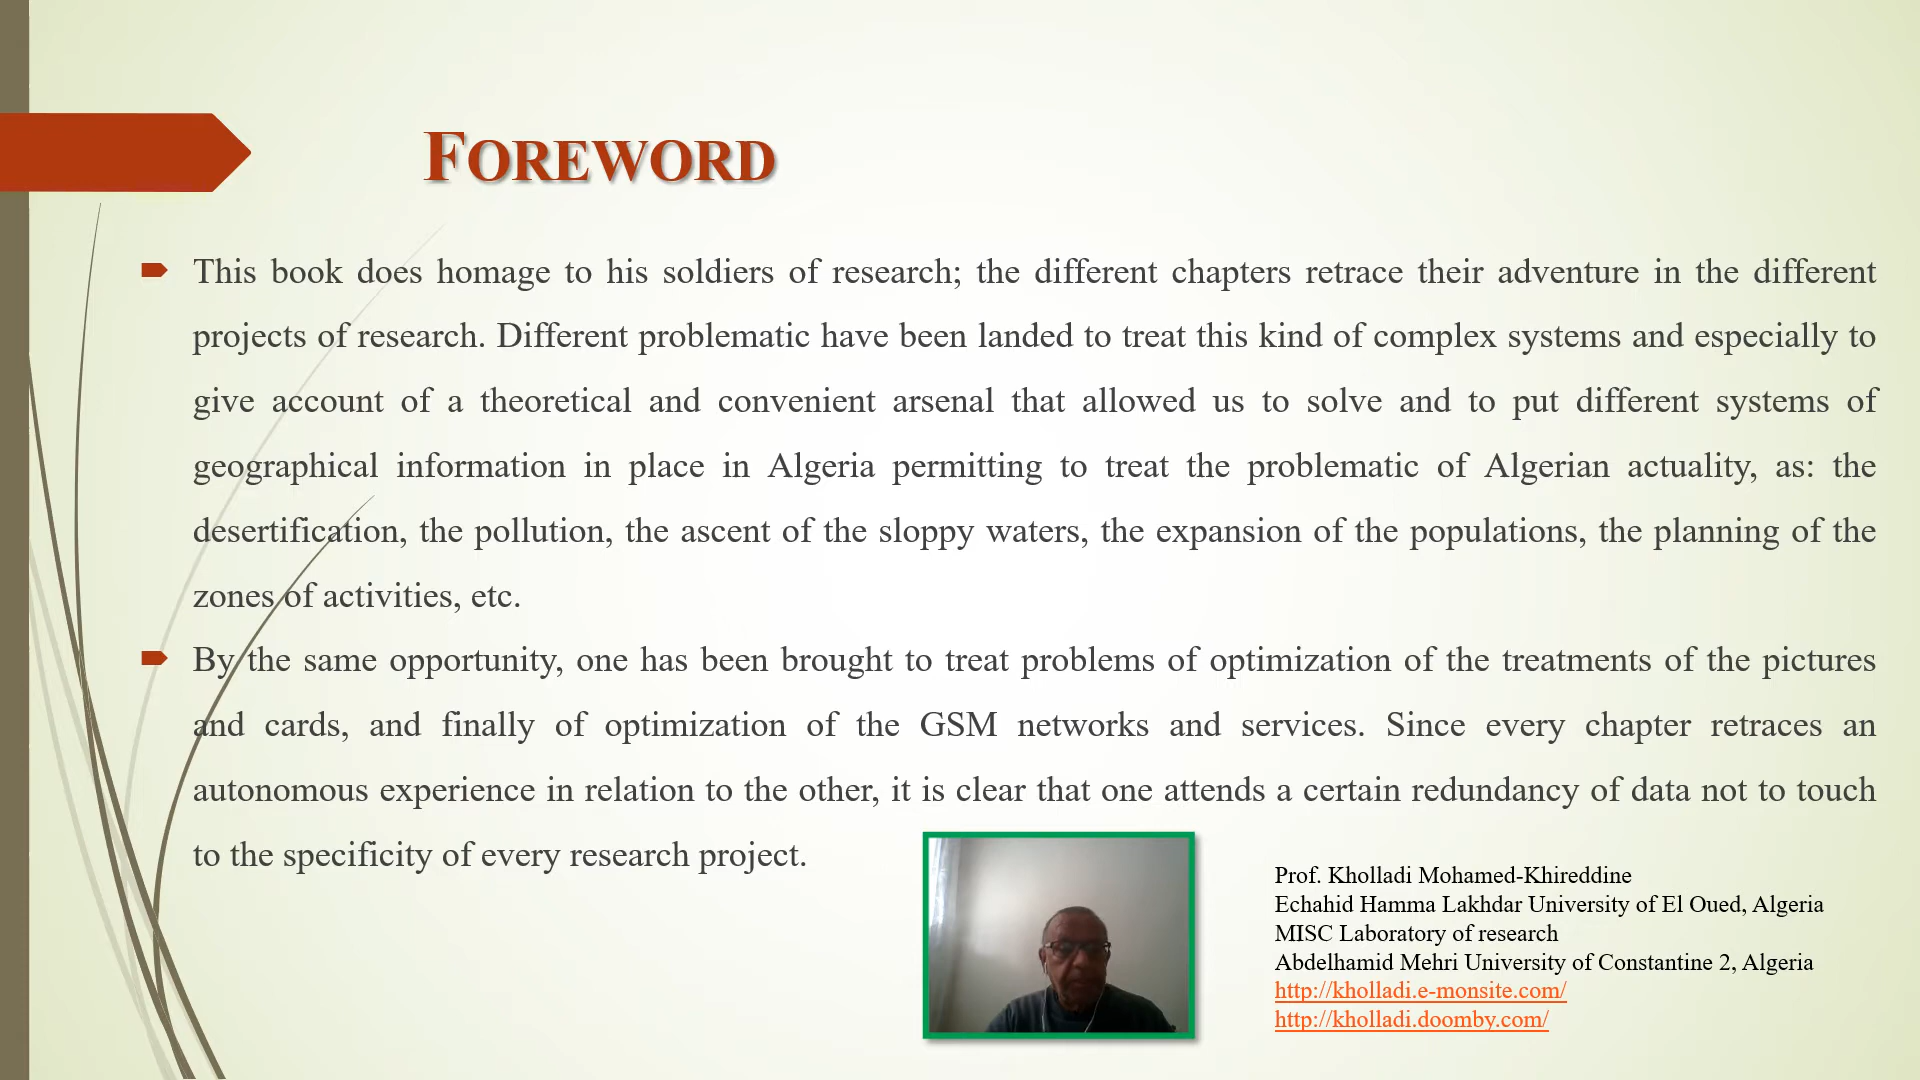 FOREWORD
This book does homage to his soldiers of research; the different chapters retrace their adventure in the different
projects of research. Different problematic have been landed to treat this kind of complex systems and especially to
give account of a theoretical and convenient arsenal that allowed us to solve and to put different systems of
geographical information in place in Algeria permitting to treat the problematic of Algerian actuality, as: the
desertification, the pollution, the ascent of the sloppy waters, the expansion of the populations, the planning of the
zones of activities, etc.
By the same opportunity, one has been brought to treat problems of optimization of the treatments of the pictures
and cards, and finally of optimization of the GSM networks and services. Since every chapter retraces an
autonomous experience in relation to the other, it is clear that one attends a certain redundancy of data not to touch
to the specificity of every research project.
Prof. Kholladi Mohamed-Khireddine
Echahid Hamma Lakhdar University of El Oued, Algeria
MISC Laboratory of research
Abdelhamid Mehri University of Constantine 2, Algeria
http://kholladi.e-monsite.com/
http://kholladi.doomby.com/